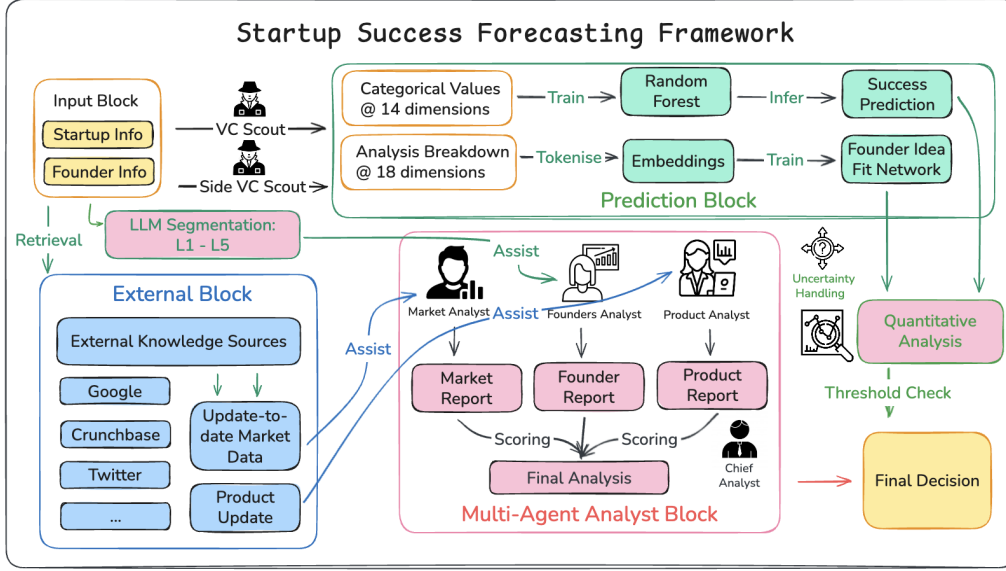 Startup Success Forecasting Framework
Input Block
Startup Info
Founder Info
VC Scout
Side VC Scout
Categorical Values
@ 14 dimensions
Train
Random
Forest
Infer
Success
Prediction
Analysis Breakdown
@ 18 dimensions
Tokenise
Embeddings
Train
Founder Idea
Fit Network
Prediction Block
Retrieval
LLM Segmentation:
L1 - L5
Assist
External Block
External Knowledge Sources
Google
Crunchbase
Twitter
...
Update-to-
date Market
Data
Product
Update
Assist
Assist
Market Analyst
Founders Analyst
Product Analyst
Market
Report
Founder
Report
Product
Report
Scoring
Scoring
Final Analysis
Chief
Analyst
Multi-Agent Analyst Block
?
Uncertainty
Handling
Quantitative
Analysis
Threshold Check
Final Decision